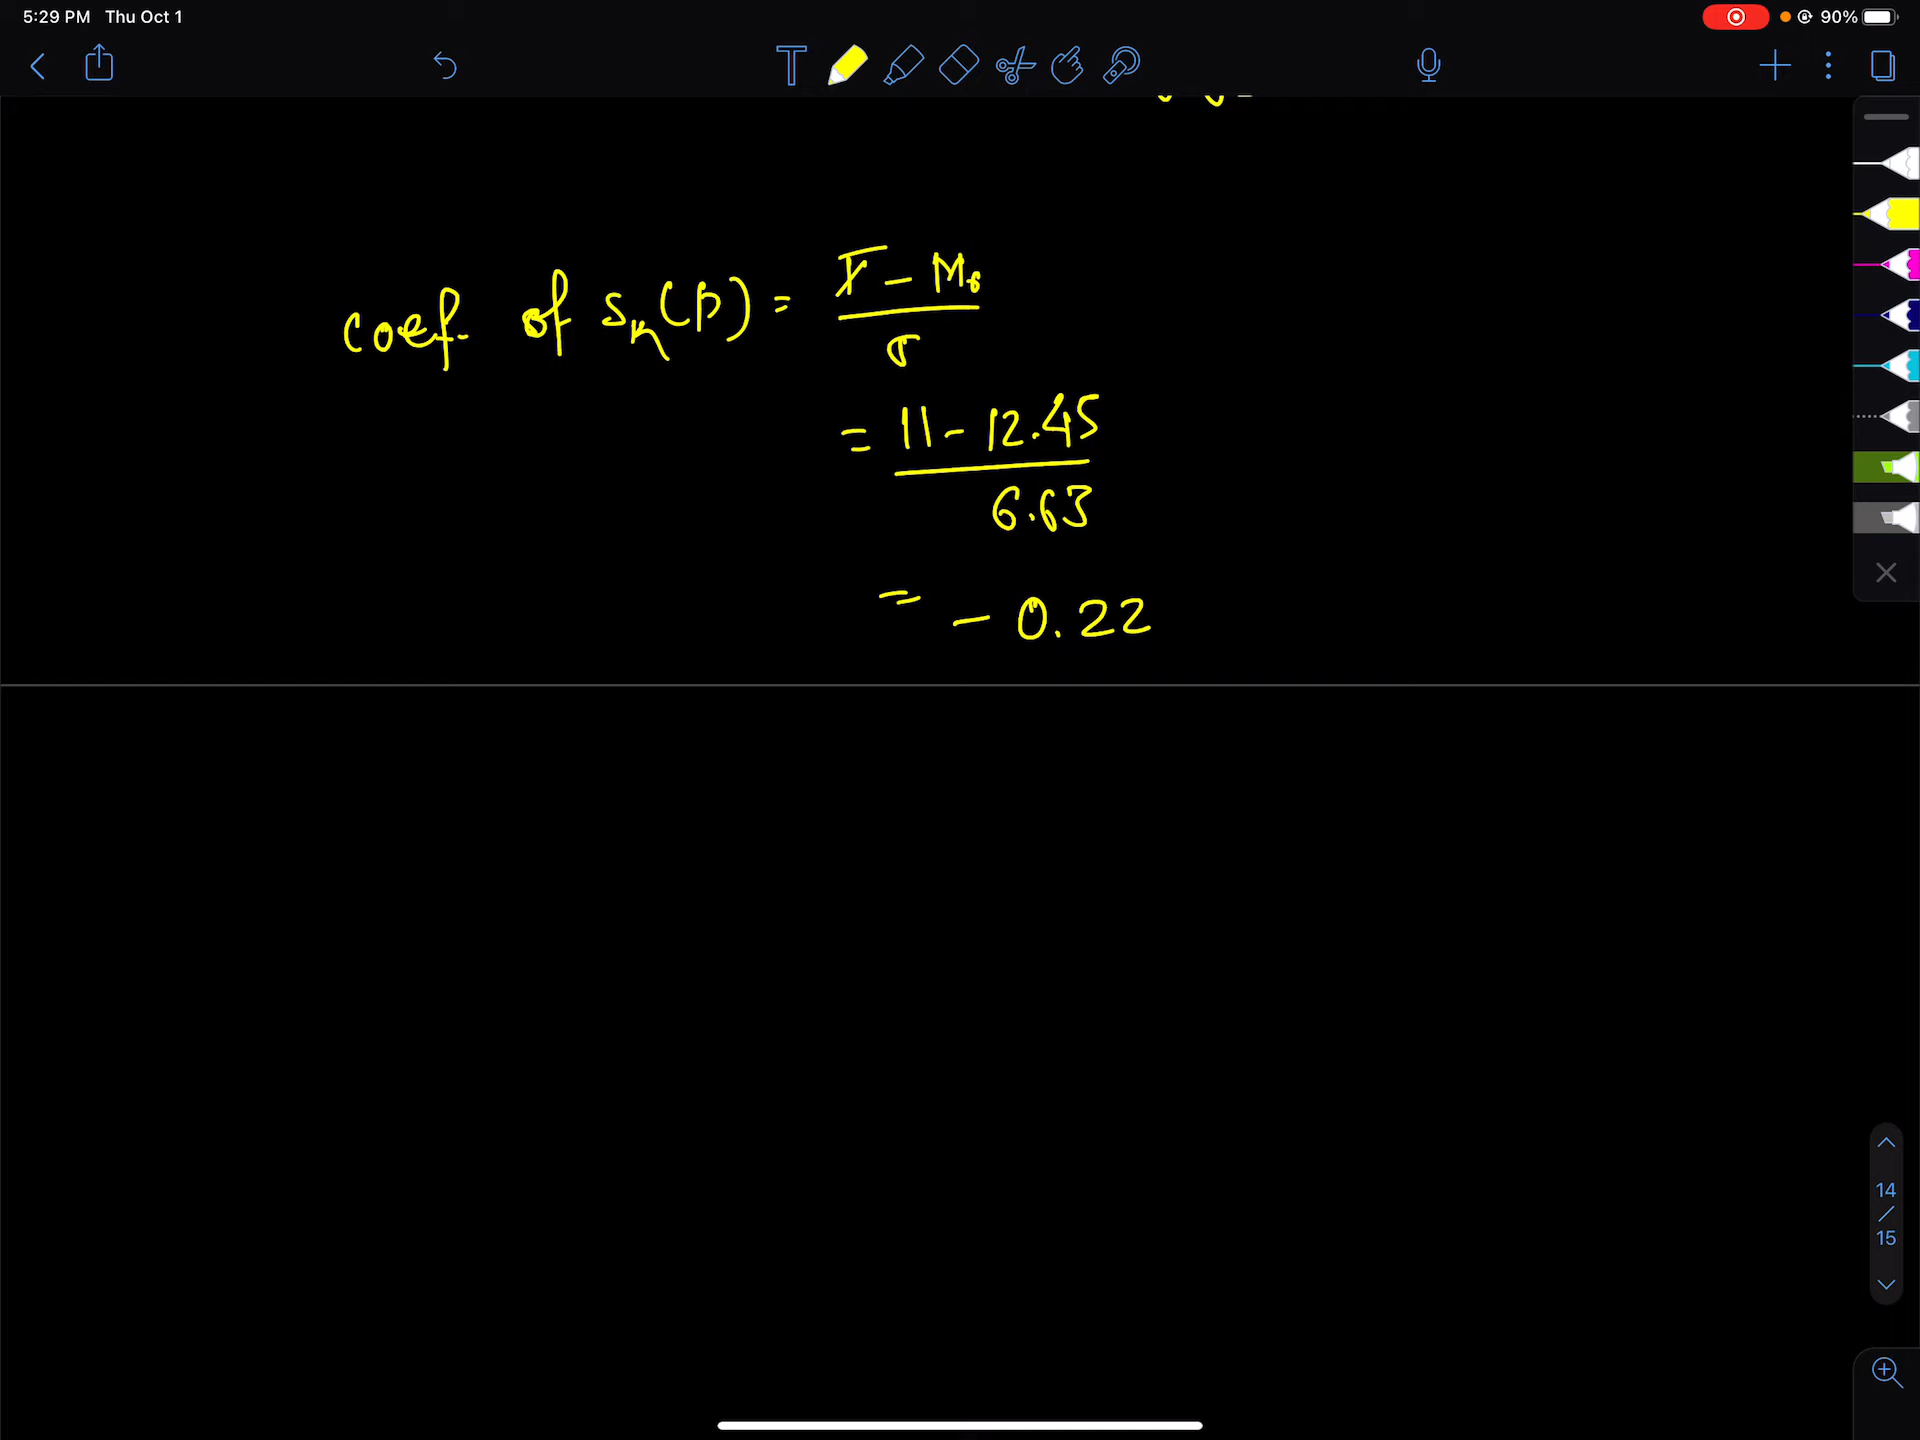 5:29 PM Thu Oct 1
90%
coef. of Sk(p) = X̅ - Mo
σ
= 11 - 12.45
6.63
= - 0.22
14
/
15